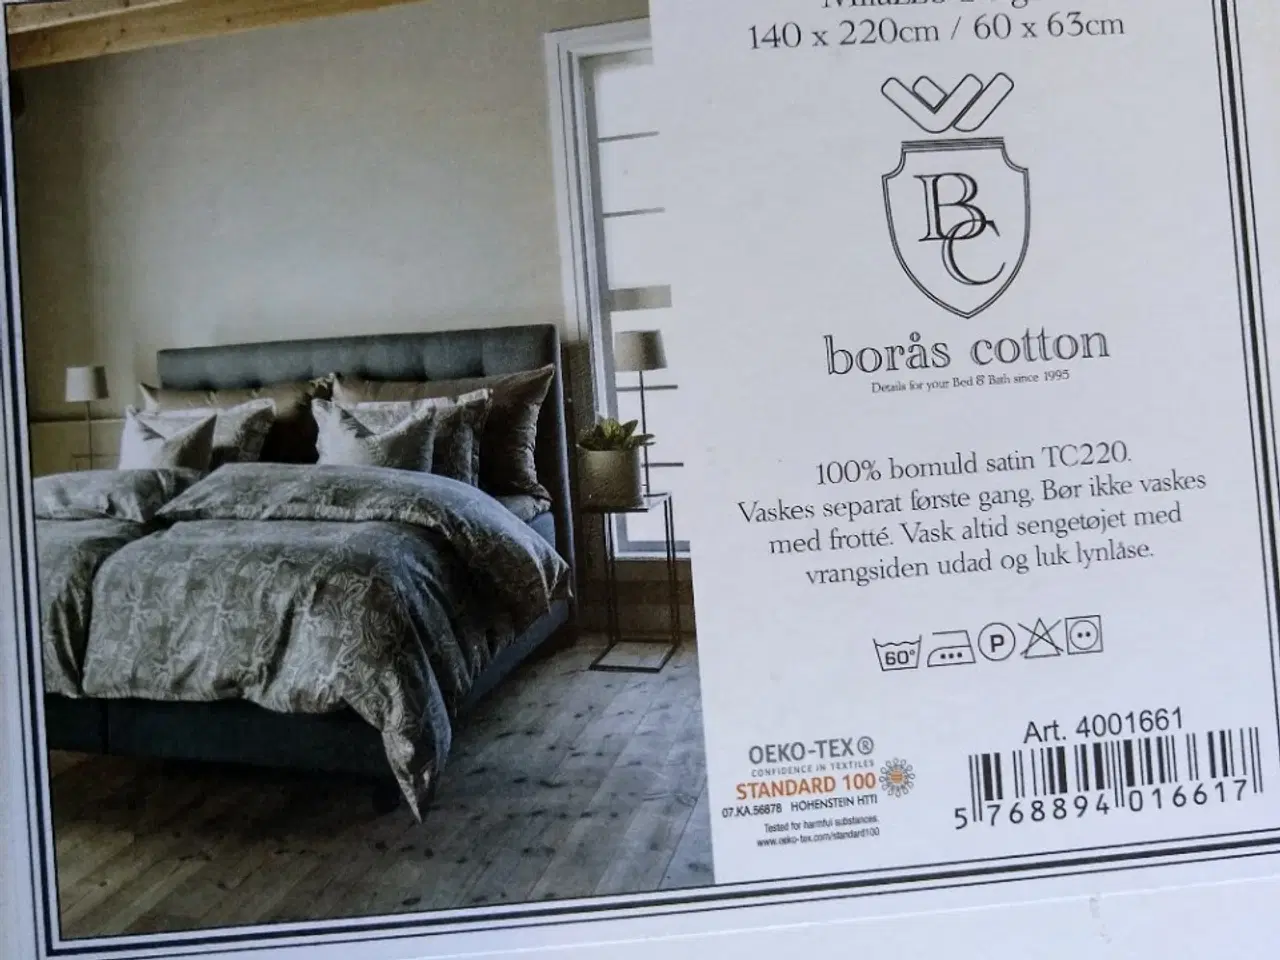 140 x 220cm / 60 x 63cm
BC
borås cotton
Details for your Bed & Bath since 1995
100% bomuld satin TC220.
Vaskes separat første gang. Bør ikke vaskes
med frotté. Vask altid sengetøjet med
vrangsiden udad og luk lynlåse.
60° P
Art. 4001661
OEKO-TEX®
CONFIDENCE IN TEXTILES
STANDARD 100
07.KA.56878 HOHENSTEIN HTTI
Tested for harmful substances.
www.oeko-tex.com/standard100
5 768894 016617